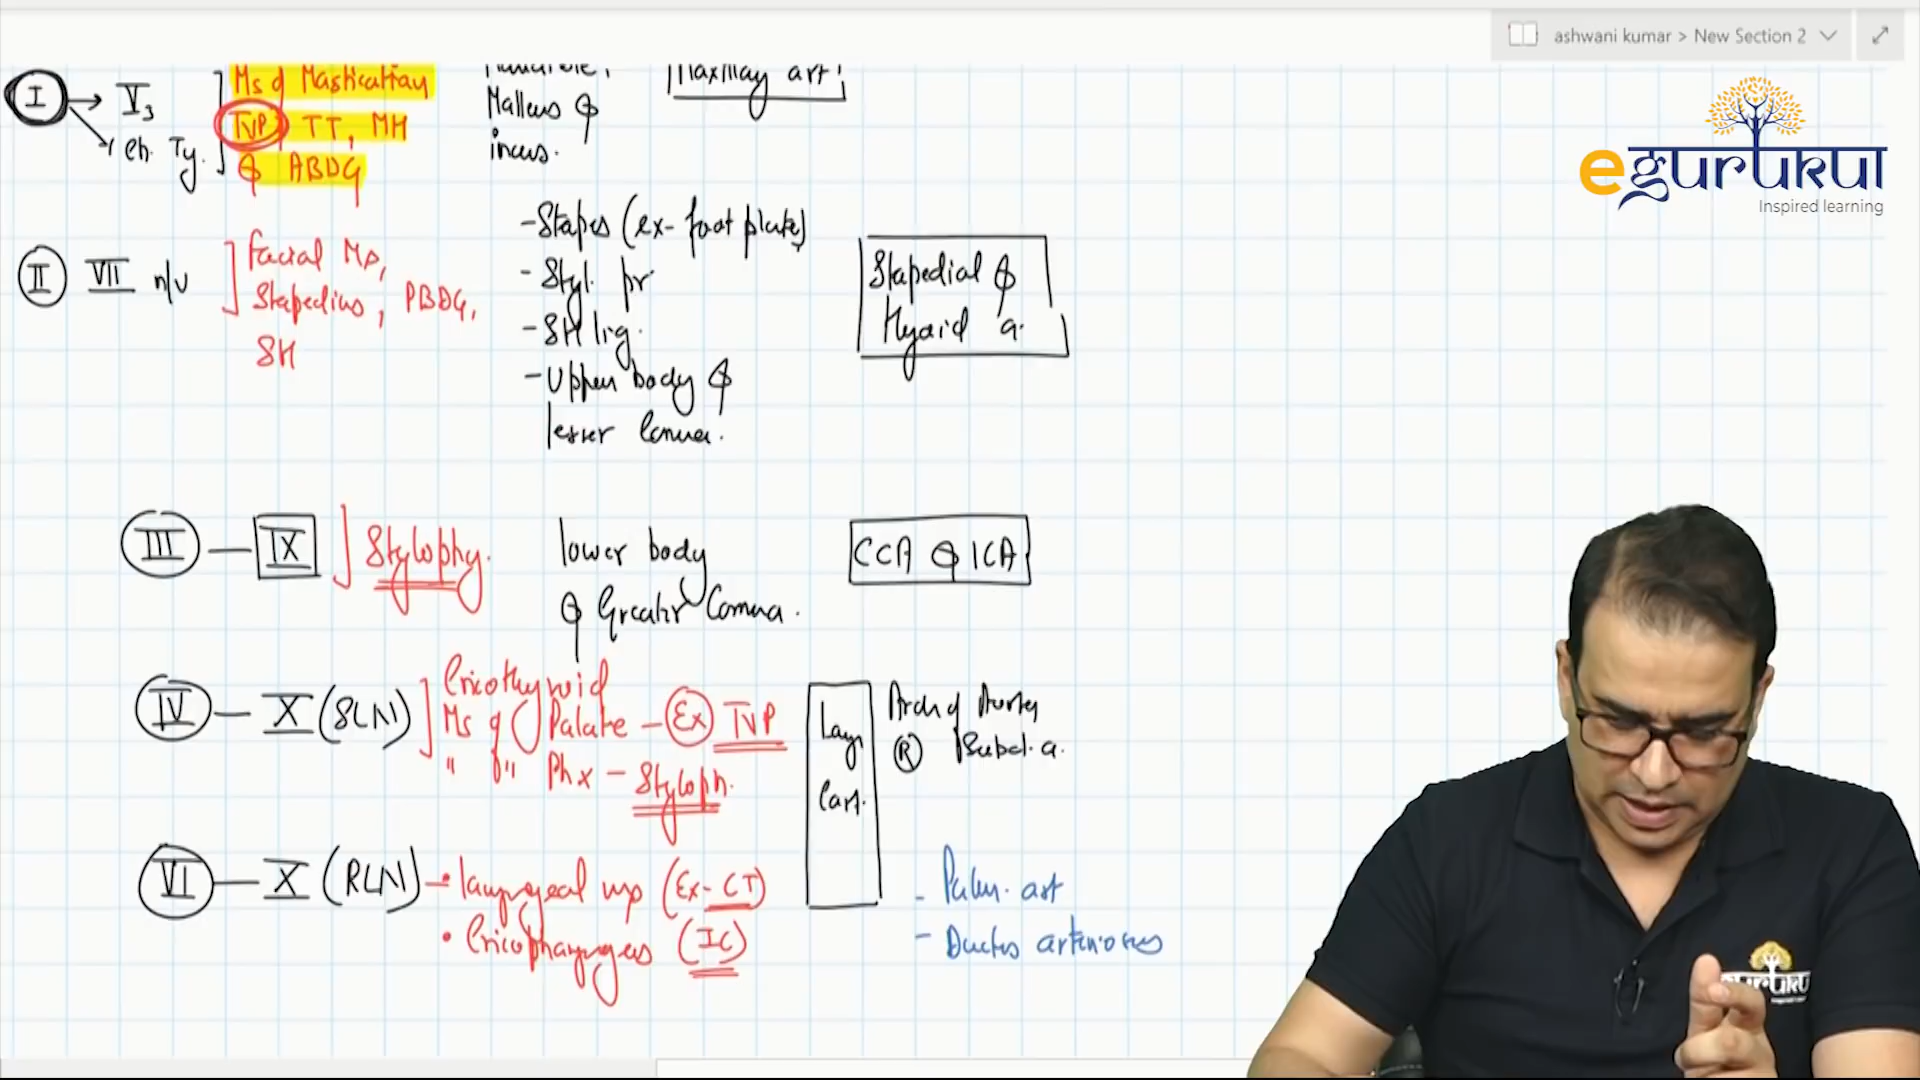 ashwani kumar > New Section 2
egurukul
Inspired learning
I → V3
ch. Ty.
Ms of Mastication
TVP TT, MH
& ABDG
Malleus &
incus.
Maxillary art
II VII n/v
Facial Ms,
Stapedius, PBDG,
SH
- Stapes (ex- foot plate)
- Styl. pr
- SH lig.
- Upper body &
lesser Cornua.
Stapedial &
Hyoid a.
III — IX
Stylophy.
lower body
& Greater Cornua.
CCA & ICA
IV — X (SLN)
Cricothyroid
Ms of Palate — Ex TVP
" of " Phx — Styloph.
Lary
Cart.
Arch of Aorta
R Subcl. a.
VI — X (RLN)
• laryngeal ms (Ex- CT)
• Cricopharyngeus (IC)
- Pulm. art
- Ductus arteriosus
gurukul